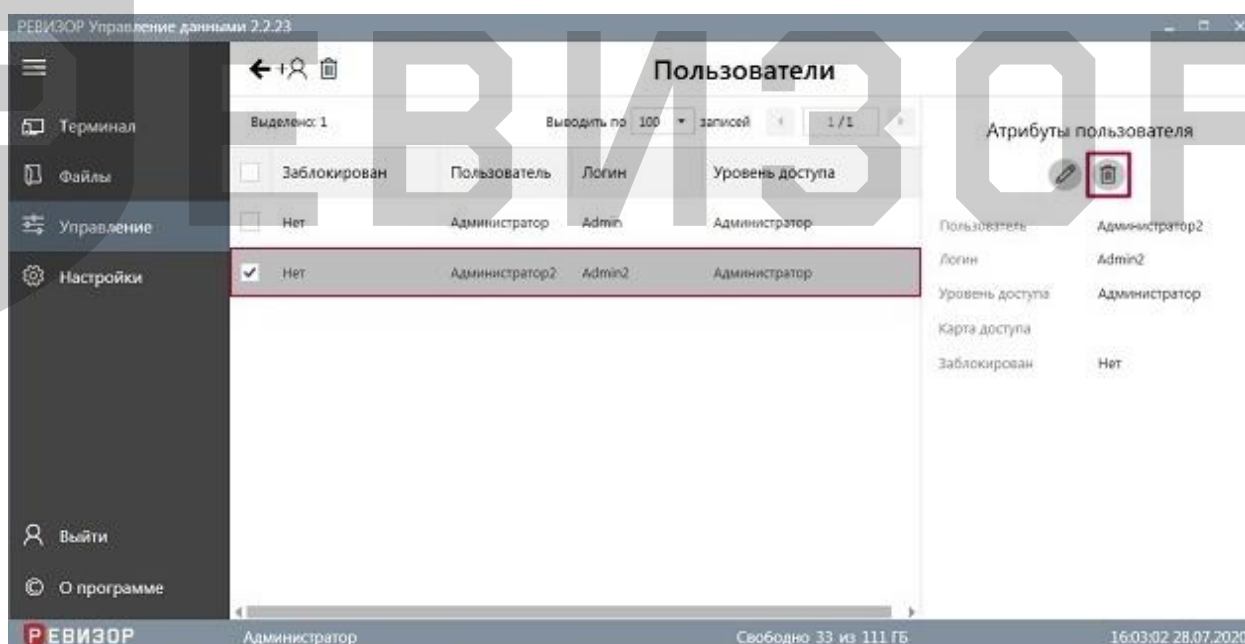 РЕВИЗОР Управление данными 2.2.23
Пользователи
Терминал
Файлы
Управление
Настройки
Выделено: 1 Выводить по 100 записей 1/1
Заблокирован Пользователь Логин Уровень доступа
Нет Администратор Admin Администратор
Нет Администратор2 Admin2 Администратор
Атрибуты пользователя
Пользователь Администратор2
Логин Admin2
Уровень доступа Администратор
Карта доступа
Заблокирован Нет
Выйти
О программе
РЕВИЗОР Администратор Свободно 33 из 111 ГБ 16:03:02 28.07.2020
РЕВИЗОР